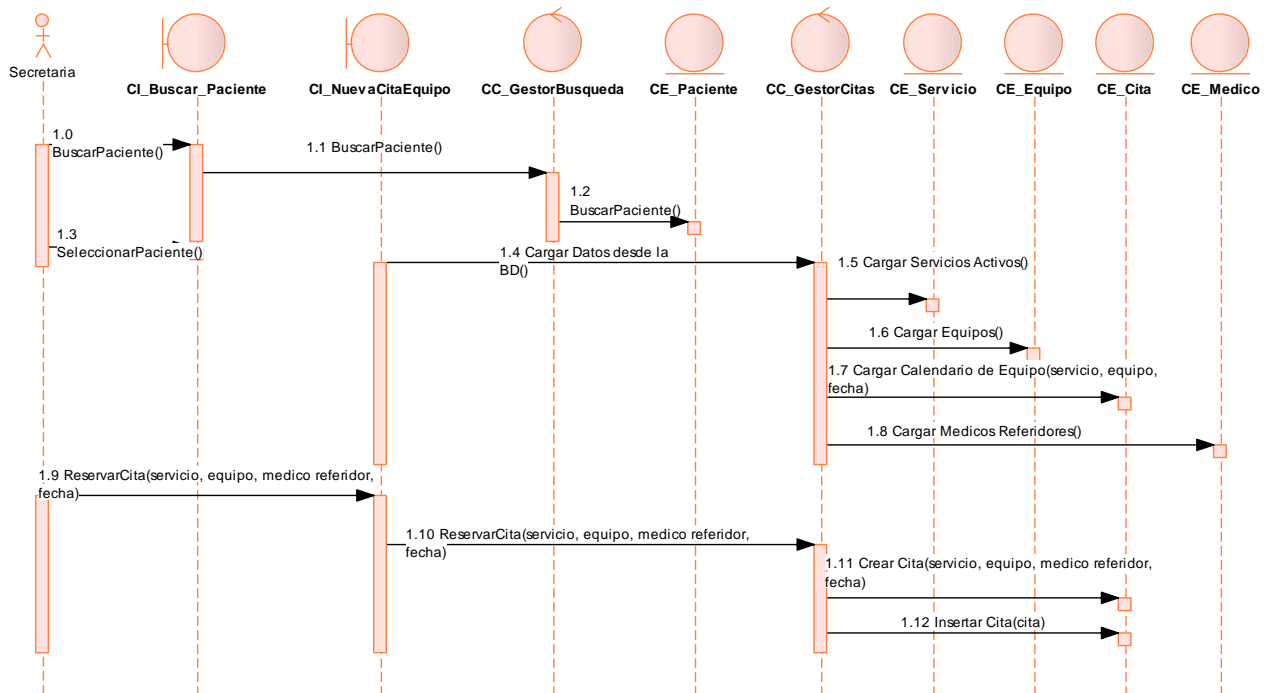 Secretaria
CI_Buscar_Paciente
CI_NuevaCitaEquipo
CC_GestorBusqueda
CE_Paciente
CC_GestorCitas
CE_Servicio
CE_Equipo
CE_Cita
CE_Medico
1.0
BuscarPaciente()
1.1 BuscarPaciente()
1.2
BuscarPaciente()
1.3
SeleccionarPaciente()
1.4 Cargar Datos desde la
BD()
1.5 Cargar Servicios Activos()
1.6 Cargar Equipos()
1.7 Cargar Calendario de Equipo(servicio, equipo,
fecha)
1.8 Cargar Medicos Referidores()
1.9 ReservarCita(servicio, equipo, medico referidor,
fecha)
1.10 ReservarCita(servicio, equipo, medico referidor,
fecha)
1.11 Crear Cita(servicio, equipo, medico referidor,
fecha)
1.12 Insertar Cita(cita)